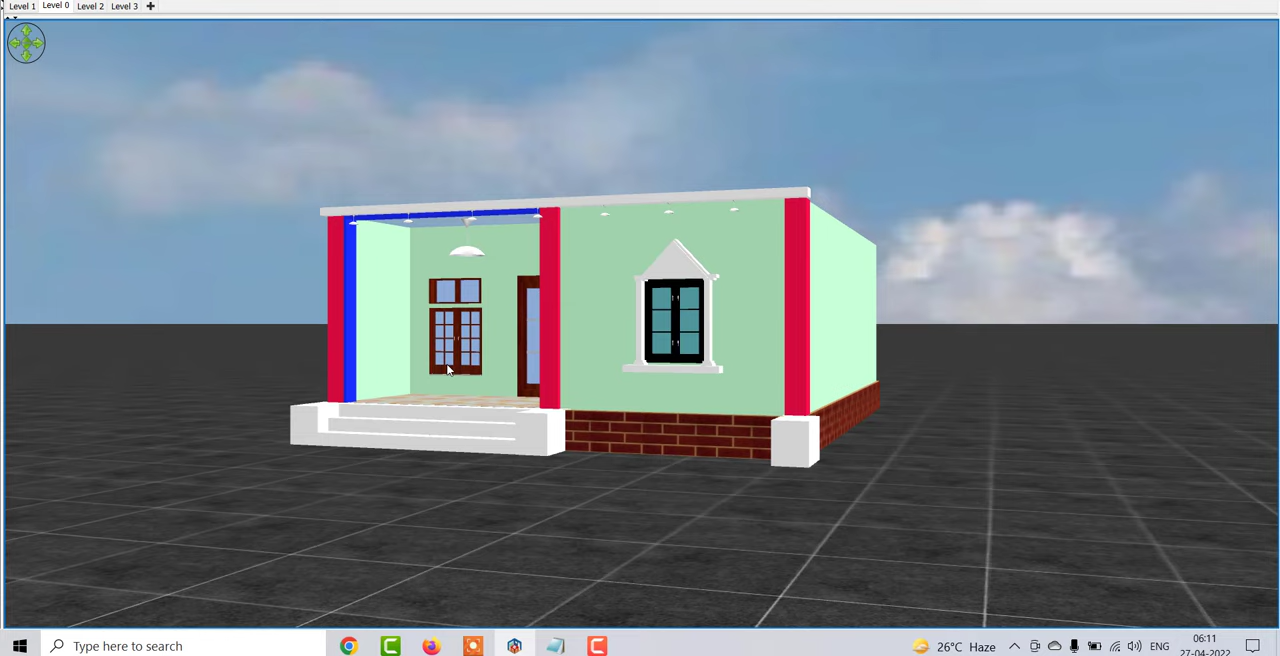 Level 1 Level 0 Level 2 Level 3
Type here to search
26°C Haze
ENG
06:11
27-04-2022